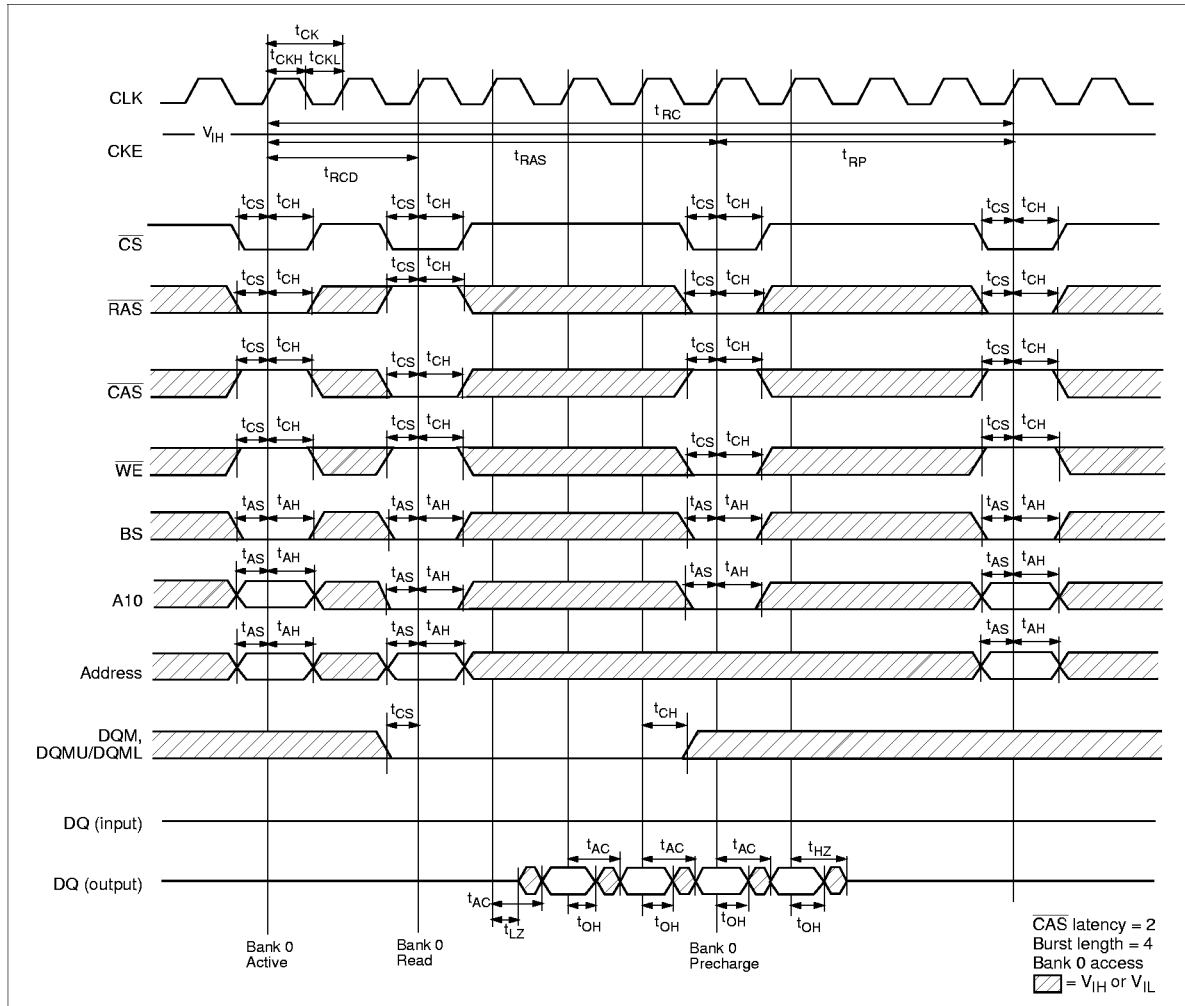 tCK
tCKH tCKL
CLK
tRC
VIH
CKE
tRAS tRP
tRCD
tCS tCH tCS tCH tCS tCH tCS tCH
CS
tCS tCH tCS tCH tCS tCH tCS tCH
RAS
tCS tCH tCS tCH tCS tCH tCS tCH
CAS
tCS tCH tCS tCH tCS tCH tCS tCH
WE
tAS tAH tAS tAH tAS tAH tAS tAH
BS
tAS tAH tAS tAH tAS tAH tAS tAH
A10
tAS tAH tAS tAH tAS tAH
Address
tCS tCH
DQM,
DQMU/DQML
DQ (input)
tAC tAC tAC tHZ
DQ (output)
tAC
tLZ tOH tOH tOH tOH
Bank 0
Active
Bank 0
Read
Bank 0
Precharge
CAS latency = 2
Burst length = 4
Bank 0 access
= VIH or VIL